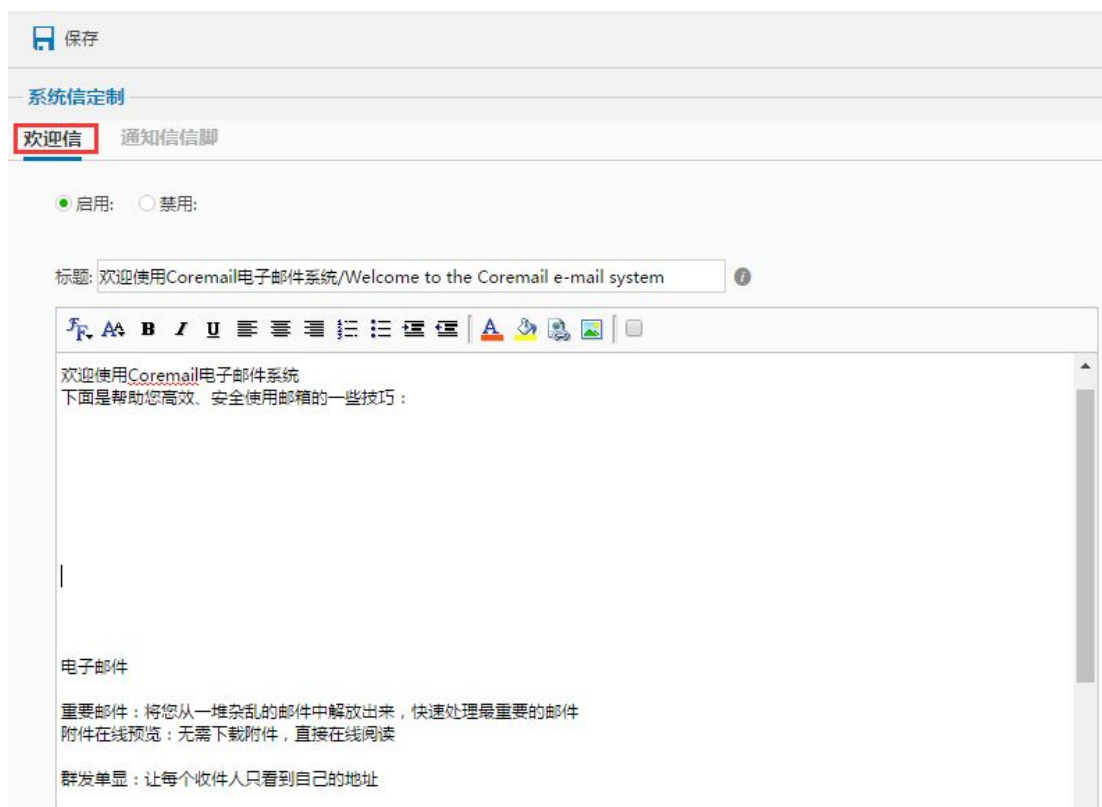 保存
系统信定制
欢迎信 通知信信脚
启用: 禁用:
标题: 欢迎使用Coremail电子邮件系统/Welcome to the Coremail e-mail system
欢迎使用Coremail电子邮件系统
下面是帮助您高效、安全使用邮箱的一些技巧：
电子邮件
重要邮件：将您从一堆杂乱的邮件中解放出来，快速处理最重要的邮件
附件在线预览：无需下载附件，直接在线阅读
群发单显：让每个收件人只看到自己的地址